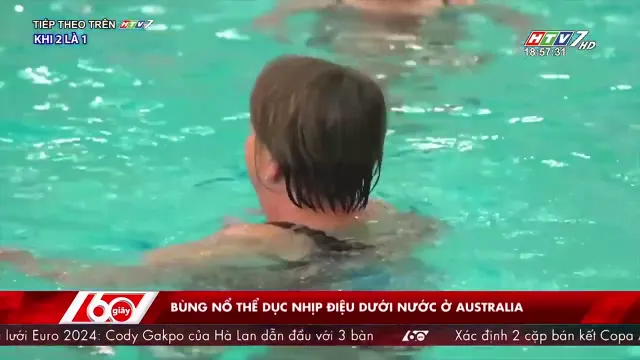 TIẾP THEO TRÊN HTV7
KHI 2 LÀ 1
HTV7 HD
18:57:31
60 giây
BÙNG NỔ THỂ DỤC NHỊP ĐIỆU DƯỚI NƯỚC Ở AUSTRALIA
lưới Euro 2024: Cody Gakpo của Hà Lan dẫn đầu với 3 bàn 60 giây Xác định 2 cặp bán kết Copa